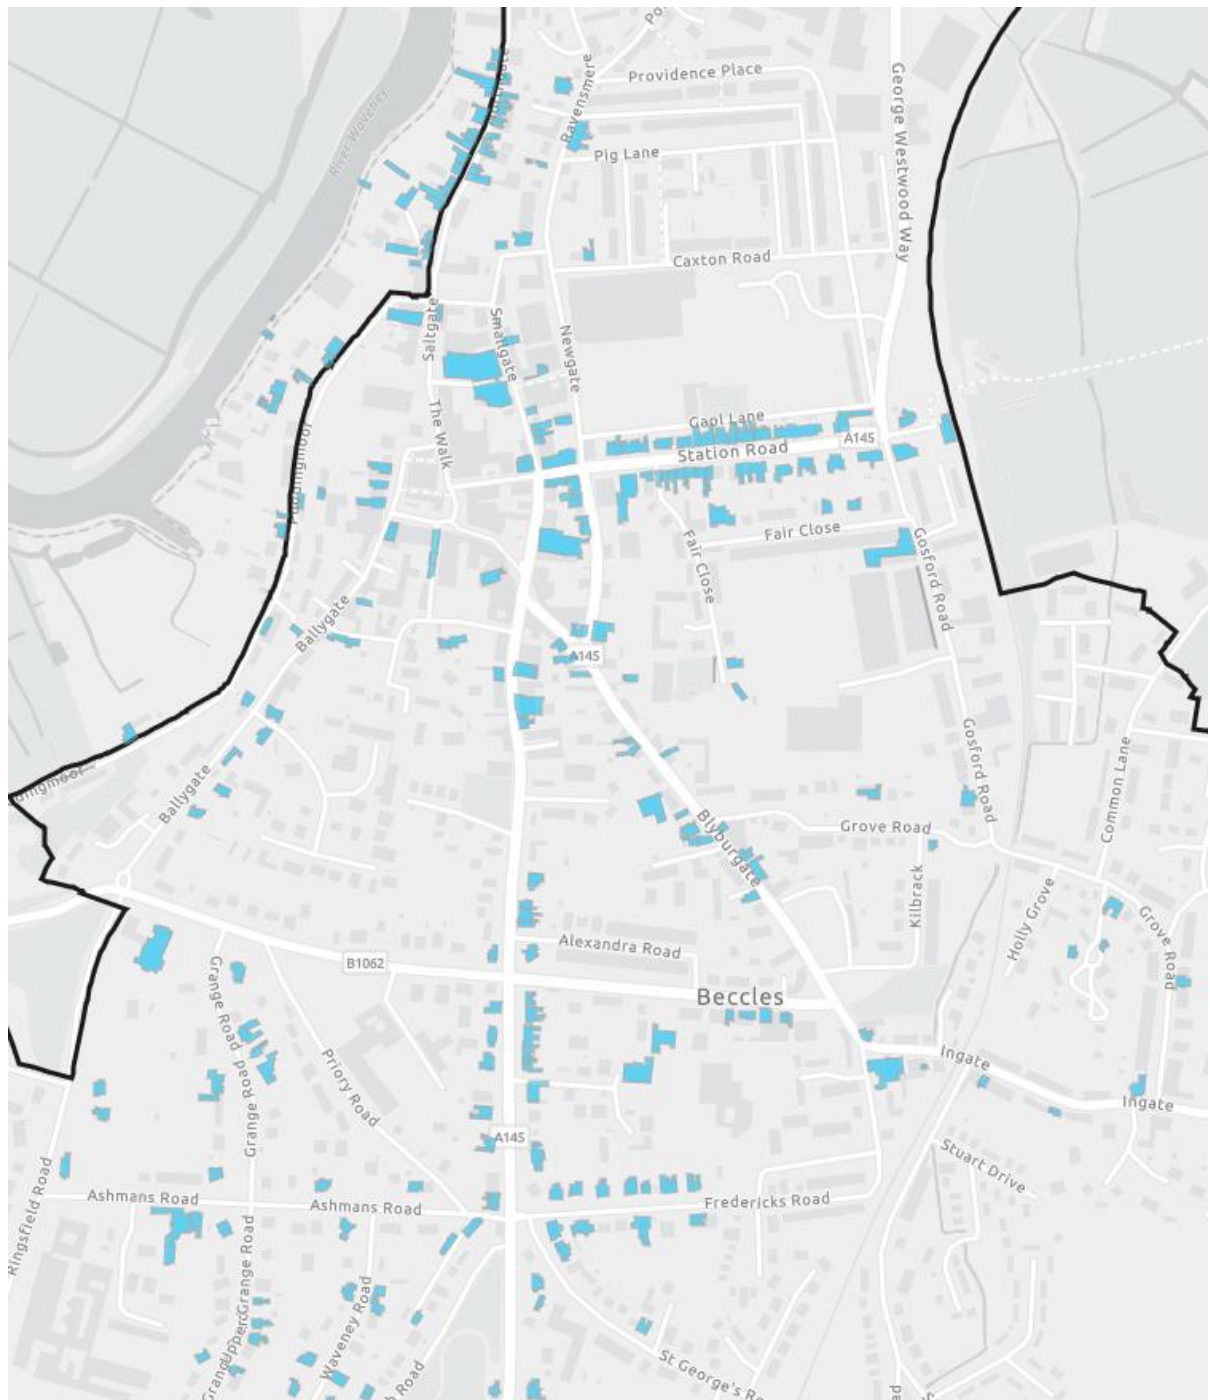 Providence Place
Ravensmere
River Waveney
George Westwood Way
Pig Lane
Caxton Road
Saltgate
Smallgate
Newgate
The Walk
Gaol Lane
A145
Station Road
Puddingmoor
Fair Close
Fair Close
Gosford Road
Ballygate
A145
Gosford Road
Common Lane
Ballygate
Blyburgate
Grove Road
Kilbrack
Holly Grove
Grove Road
Alexandra Road
B1062
Beccles
Grange Road
Grange Road
Priory Road
Ingate
Ingate
A145
Stuart Drive
Ringsfield Road
Ashmans Road
Ashmans Road
Fredericks Road
Upper Grange Road
Waveney Road
St George's R
Road